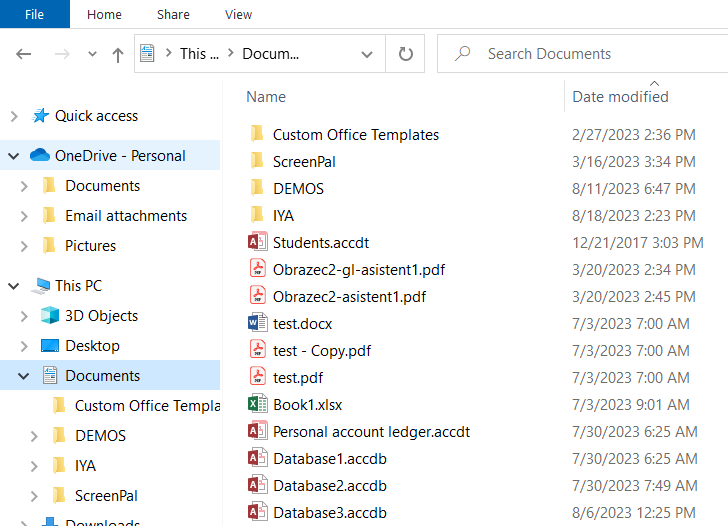 File Home Share View
This ... Docum... Search Documents
Name Date modified
Quick access
OneDrive - Personal
Documents
Email attachments
Pictures
This PC
3D Objects
Desktop
Documents
Custom Office Templa
DEMOS
IYA
ScreenPal
Downloads
Custom Office Templates 2/27/2023 2:36 PM
ScreenPal 3/16/2023 3:34 PM
DEMOS 8/11/2023 6:47 PM
IYA 8/18/2023 2:23 PM
Students.accdt 12/21/2017 3:03 PM
Obrazec2-gl-asistent1.pdf 3/20/2023 2:34 PM
Obrazec2-asistent1.pdf 3/20/2023 2:45 PM
test.docx 7/3/2023 7:00 AM
test - Copy.pdf 7/3/2023 7:00 AM
test.pdf 7/3/2023 7:00 AM
Book1.xlsx 7/3/2023 9:01 AM
Personal account ledger.accdt 7/30/2023 6:25 AM
Database1.accdb 7/30/2023 6:25 AM
Database2.accdb 7/30/2023 7:49 AM
Database3.accdb 8/6/2023 12:25 PM